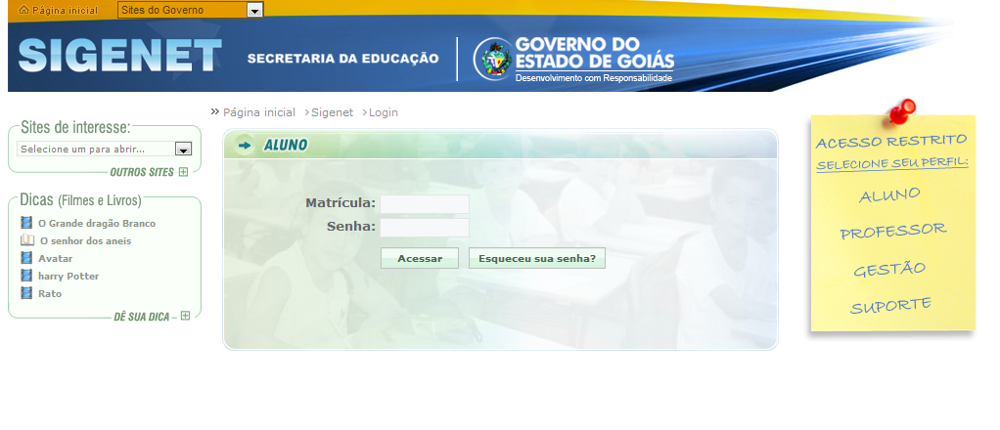 Página inicial
Sites do Governo
SIGENET
SECRETARIA DA EDUCAÇÃO
GOVERNO DO
ESTADO DE GOIÁS
Desenvolvimento com Responsabilidade
» Página inicial › Sigenet › Login
Sites de interesse:
Selecione um para abrir...
OUTROS SITES
Dicas (Filmes e Livros)
O Grande dragão Branco
O senhor dos aneis
Avatar
harry Potter
Rato
DÊ SUA DICA
ALUNO
Matrícula:
Senha:
Acessar
Esqueceu sua senha?
ACESSO RESTRITO
SELECIONE SEU PERFIL:
ALUNO
PROFESSOR
GESTÃO
SUPORTE